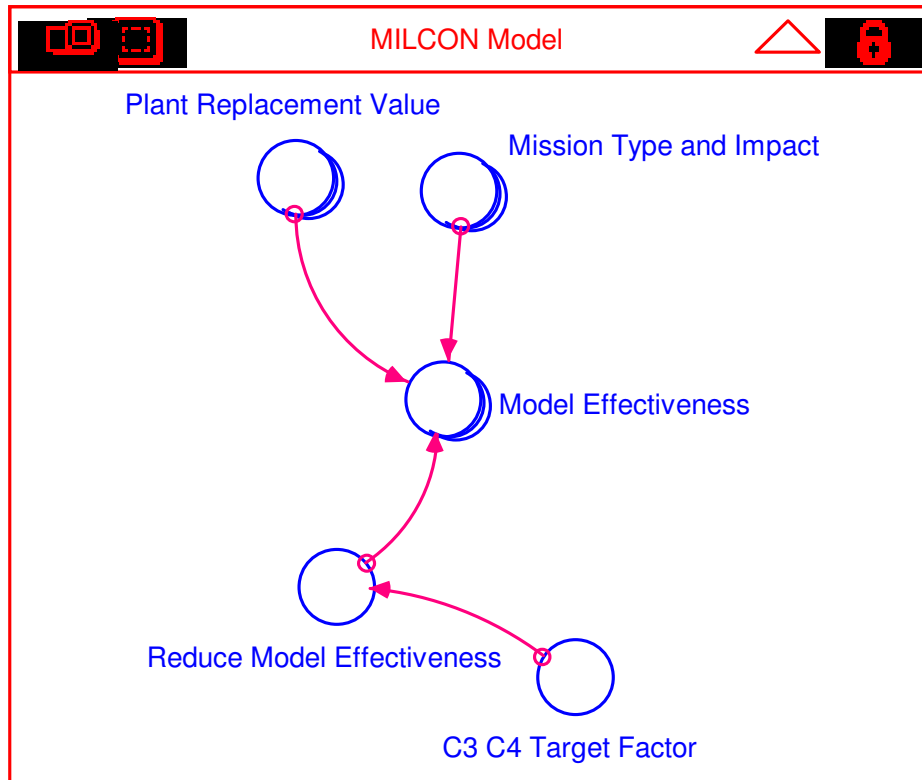 MILCON Model
Plant Replacement Value
Mission Type and Impact
Model Effectiveness
Reduce Model Effectiveness
C3 C4 Target Factor